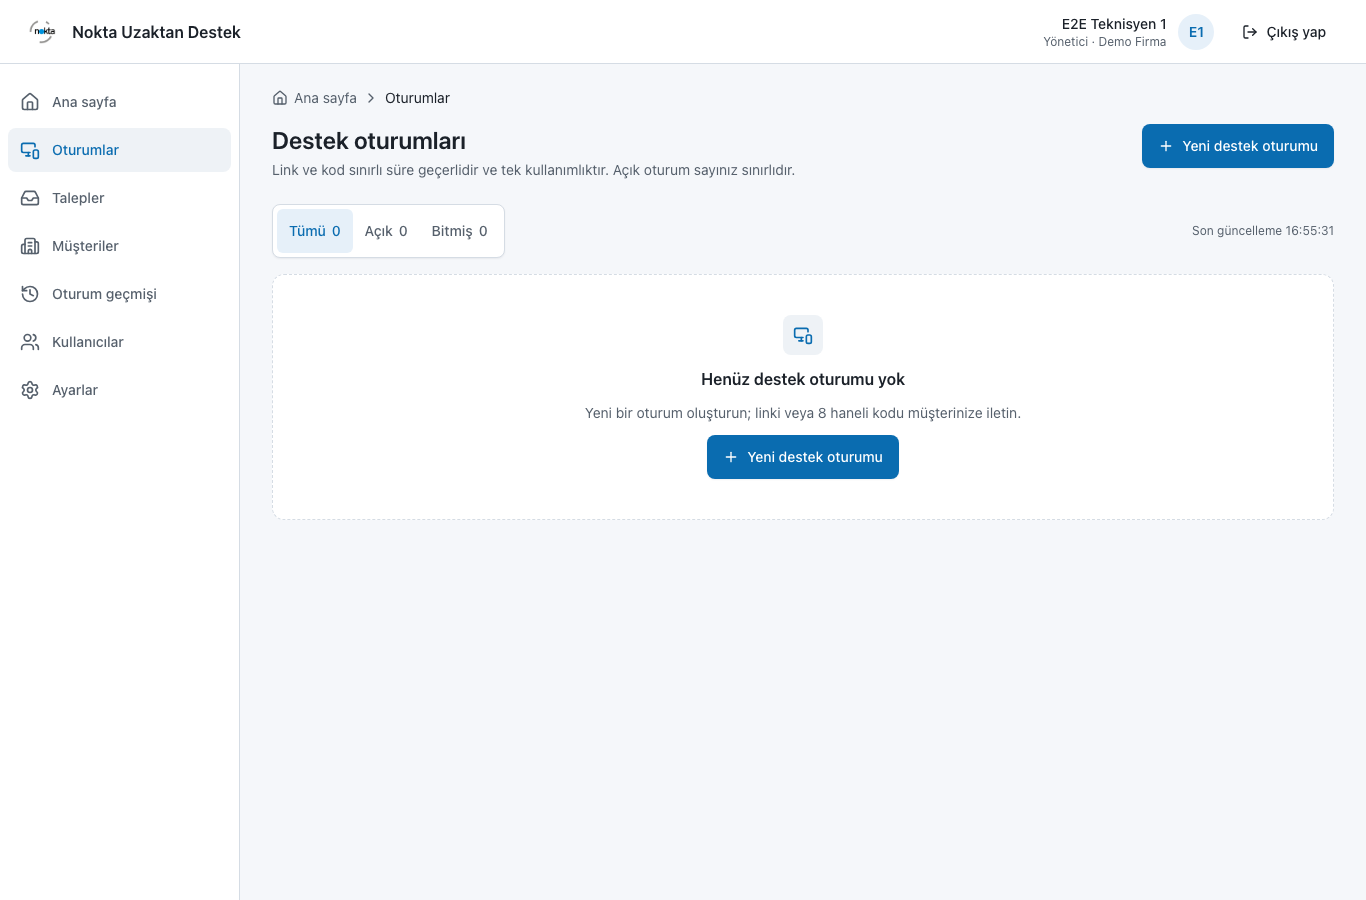 nokta
Nokta Uzaktan Destek
E2E Teknisyen 1
Yönetici · Demo Firma
E1
Çıkış yap
Ana sayfa
Oturumlar
Talepler
Müşteriler
Oturum geçmişi
Kullanıcılar
Ayarlar
Ana sayfa > Oturumlar
Destek oturumları
Link ve kod sınırlı süre geçerlidir ve tek kullanımlıktır. Açık oturum sayınız sınırlıdır.
+ Yeni destek oturumu
Tümü 0 Açık 0 Bitmiş 0
Son güncelleme 16:55:31
Henüz destek oturumu yok
Yeni bir oturum oluşturun; linki veya 8 haneli kodu müşterinize iletin.
+ Yeni destek oturumu